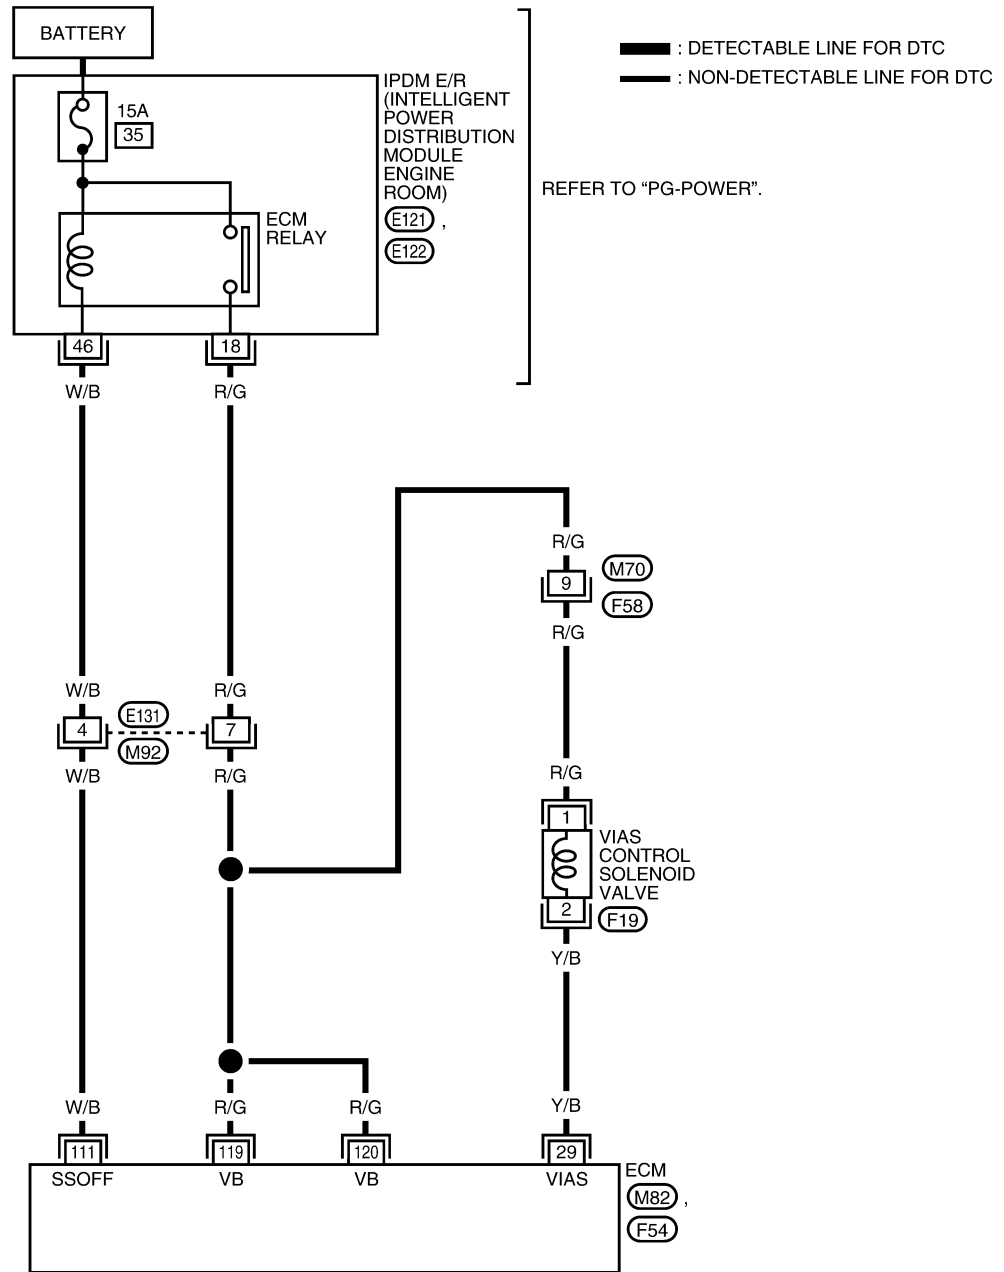 BATTERY
: DETECTABLE LINE FOR DTC
: NON-DETECTABLE LINE FOR DTC
15A
35
IPDM E/R
(INTELLIGENT
POWER
DISTRIBUTION
MODULE
ENGINE
ROOM)
E121 ,
E122
REFER TO “PG-POWER”.
ECM
RELAY
46
18
W/B
R/G
R/G
9
M70
F58
R/G
W/B
R/G
4
E131
M92
7
W/B
R/G
R/G
1
VIAS
CONTROL
SOLENOID
VALVE
2
F19
Y/B
W/B
R/G
R/G
Y/B
111
119
120
29
SSOFF
VB
VB
VIAS
ECM
M82 ,
F54